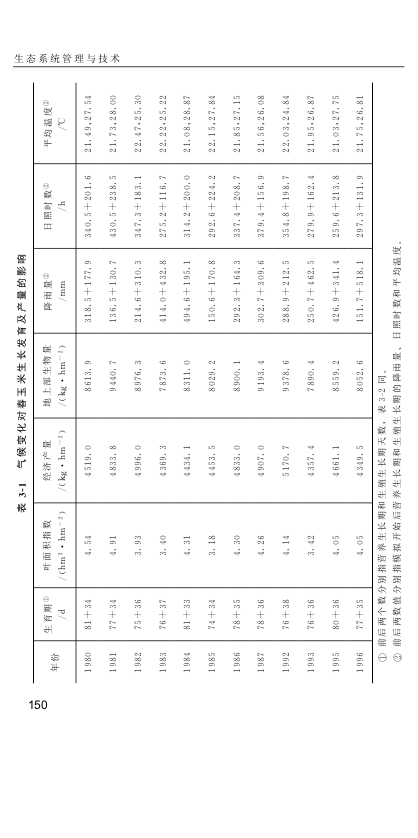 生态系统管理与技术
表 3-1 气候变化对春玉米生长发育及产量的影响
年份 生育期① /d 叶面积指数 /(hm²·hm⁻²) 经济产量 /(kg·hm⁻²) 地上部生物量 /(kg·hm⁻²) 降雨量② /mm 日照时数② /h 平均温度② /℃
1980 81+34 4.54 4519.0 8613.9 318.5+177.9 340.5+201.6 21.49,27.54
1981 77+34 4.91 4833.8 9440.7 136.5+130.7 430.5+238.5 21.73,28.00
1982 75+36 3.93 4996.0 8976.3 214.6+310.3 347.3+183.1 22.47,25.30
1983 76+37 3.40 4369.3 7873.6 414.0+432.8 275.2+116.7 22.22,25.22
1984 81+33 4.31 4434.1 8311.0 494.6+195.1 314.2+200.0 21.08,28.87
1985 74+34 3.18 4453.5 8029.2 150.6+170.8 292.6+224.2 22.15,27.84
1986 78+35 4.30 4833.0 8900.1 292.3+164.3 337.4+208.7 21.85,27.15
1987 78+36 4.26 4907.0 9193.4 302.7+309.6 379.4+156.9 21.56,26.08
1992 76+38 4.14 5170.7 9378.6 288.9+212.5 354.8+198.7 22.03,24.84
1993 76+36 3.42 4357.4 7890.4 250.7+462.5 279.9+162.4 21.95,26.87
1995 80+36 4.05 4661.1 8559.2 426.9+341.4 259.6+213.8 21.03,27.75
1996 77+35 4.05 4349.5 8052.6 151.7+518.1 297.3+131.9 21.75,26.81
① 前后两个数分别指营养生长期和生殖生长期天数,表 3-2 同。
② 前后两数值分别指模拟开始后营养生长期和生殖生长期的降雨量、日照时数和平均温度。
150